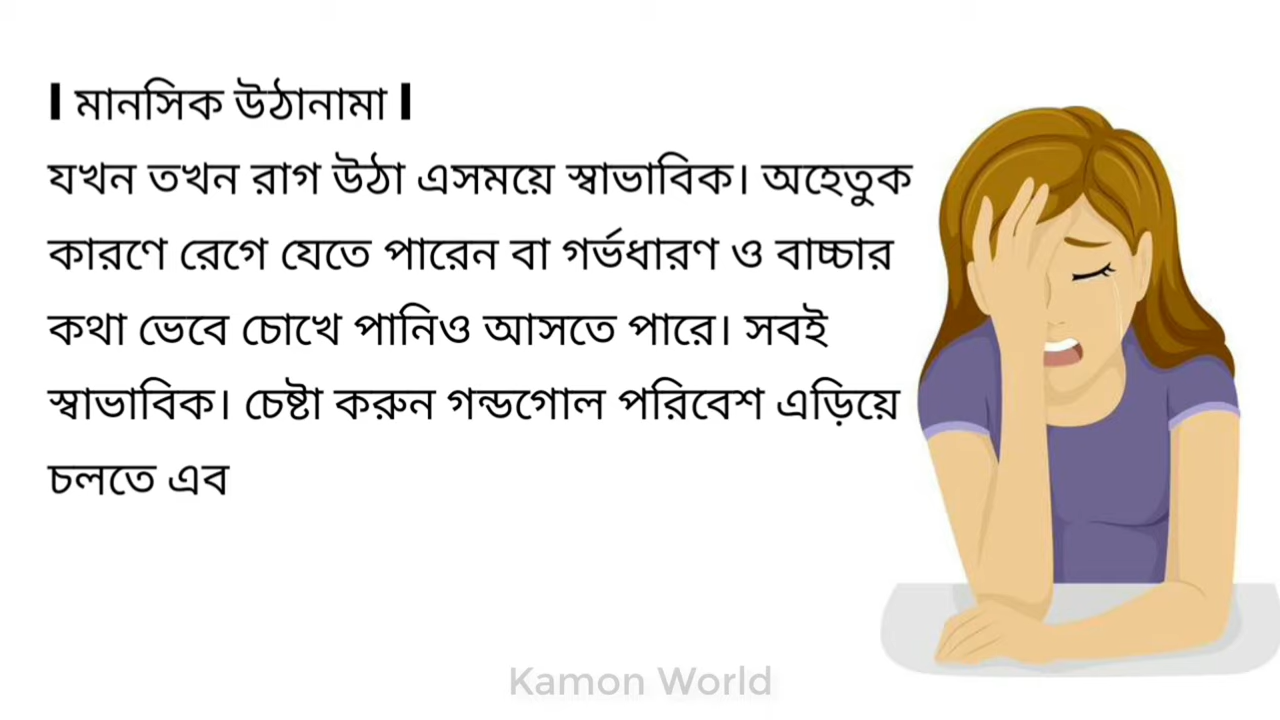 | মানসিক উঠানামা |
যখন তখন রাগ উঠা এসময়ে স্বাভাবিক। অহেতুক
কারণে রেগে যেতে পারেন বা গর্ভধারণ ও বাচ্চার
কথা ভেবে চোখে পানিও আসতে পারে। সবই
স্বাভাবিক। চেষ্টা করুন গন্ডগোল পরিবেশ এড়িয়ে
চলতে এব
Kamon World